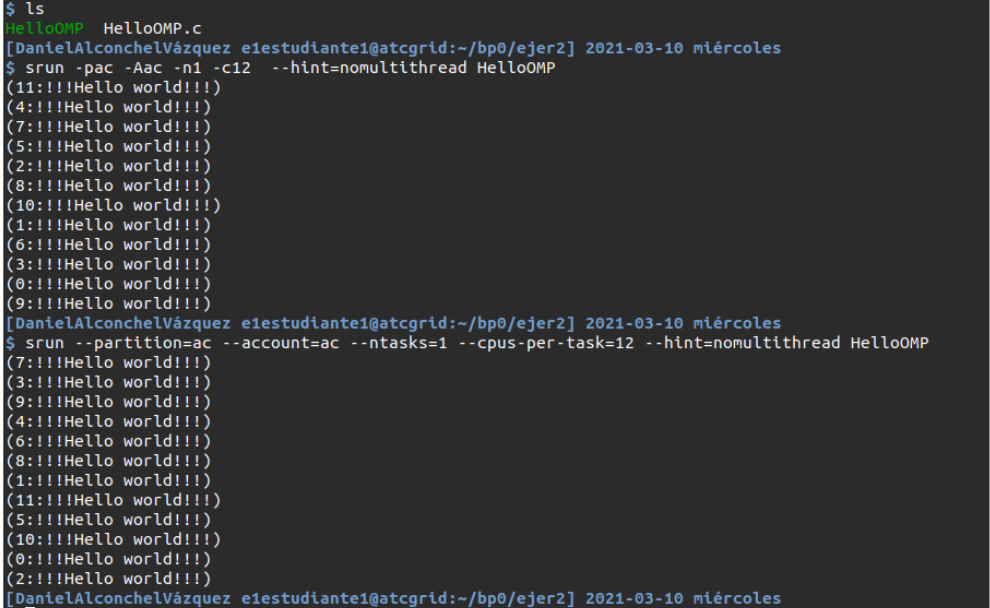 $ ls
HelloOMP  HelloOMP.c
[DanielAlconchelVázquez e1estudiante1@atcgrid:~/bp0/ejer2] 2021-03-10 miércoles
$ srun -pac -Aac -n1 -c12  --hint=nomultithread HelloOMP
(11:!!!Hello world!!!)
(4:!!!Hello world!!!)
(7:!!!Hello world!!!)
(5:!!!Hello world!!!)
(2:!!!Hello world!!!)
(8:!!!Hello world!!!)
(10:!!!Hello world!!!)
(1:!!!Hello world!!!)
(6:!!!Hello world!!!)
(3:!!!Hello world!!!)
(0:!!!Hello world!!!)
(9:!!!Hello world!!!)
[DanielAlconchelVázquez e1estudiante1@atcgrid:~/bp0/ejer2] 2021-03-10 miércoles
$ srun --partition=ac --account=ac --ntasks=1 --cpus-per-task=12 --hint=nomultithread HelloOMP
(7:!!!Hello world!!!)
(3:!!!Hello world!!!)
(9:!!!Hello world!!!)
(4:!!!Hello world!!!)
(6:!!!Hello world!!!)
(8:!!!Hello world!!!)
(1:!!!Hello world!!!)
(11:!!!Hello world!!!)
(5:!!!Hello world!!!)
(10:!!!Hello world!!!)
(0:!!!Hello world!!!)
(2:!!!Hello world!!!)
[DanielAlconchelVázquez e1estudiante1@atcgrid:~/bp0/ejer2] 2021-03-10 miércoles